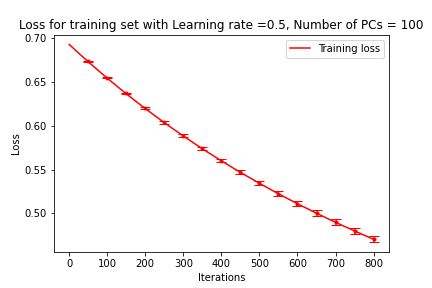 Loss for training set with Learning rate =0.5, Number of PCs = 100
Training loss
0.70
0.65
0.60
0.55
0.50
Loss
0 100 200 300 400 500 600 700 800
Iterations